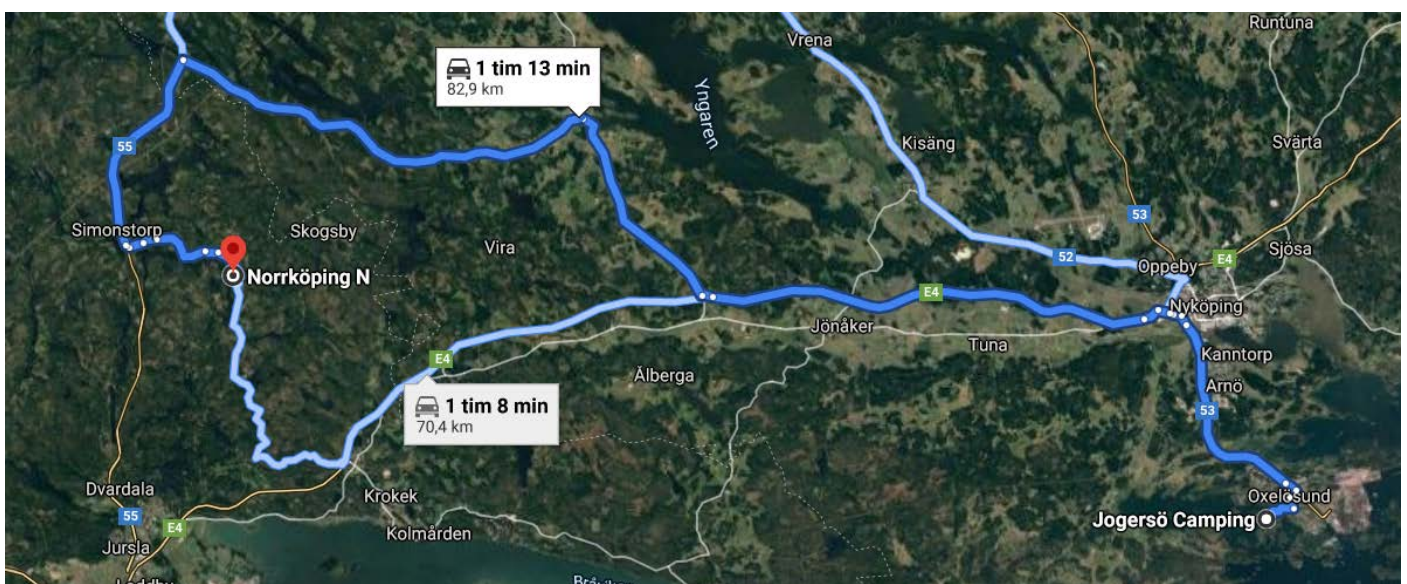 Runtuna
Vrena
1 tim 13 min
82,9 km
Yngaren
Kisäng
Svärta
55
53
Simonstorp
Skogsby
Vira
Sjösa
52
E4
Oppeby
Norrköping N
E4
Nyköping
Jönåker
Tuna
E4
Kanntorp
Ålberga
Arnö
1 tim 8 min
70,4 km
53
Dvardala
Krokek
Oxelösund
55
E4
Kolmården
Jogersö Camping
Jursla